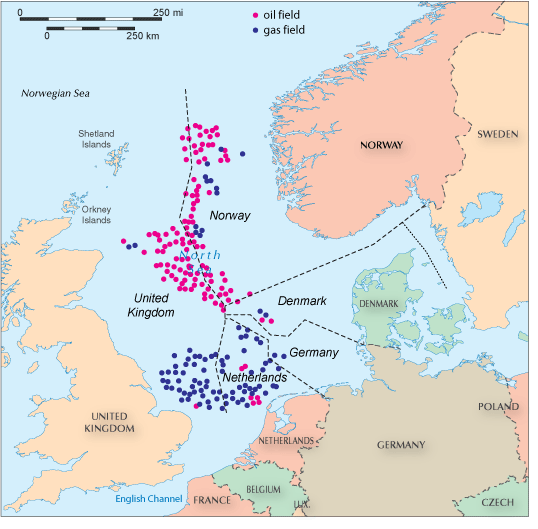 0
250 mi
0
250 km
oil field
gas field
Norwegian Sea
Shetland
Islands
NORWAY
SWEDEN
Orkney
Islands
Norway
North
Sea
United
Kingdom
Denmark
DENMARK
Germany
Netherlands
UNITED
KINGDOM
POLAND
NETHERLANDS
GERMANY
BELGIUM
English Channel
FRANCE
LUX.
CZECH